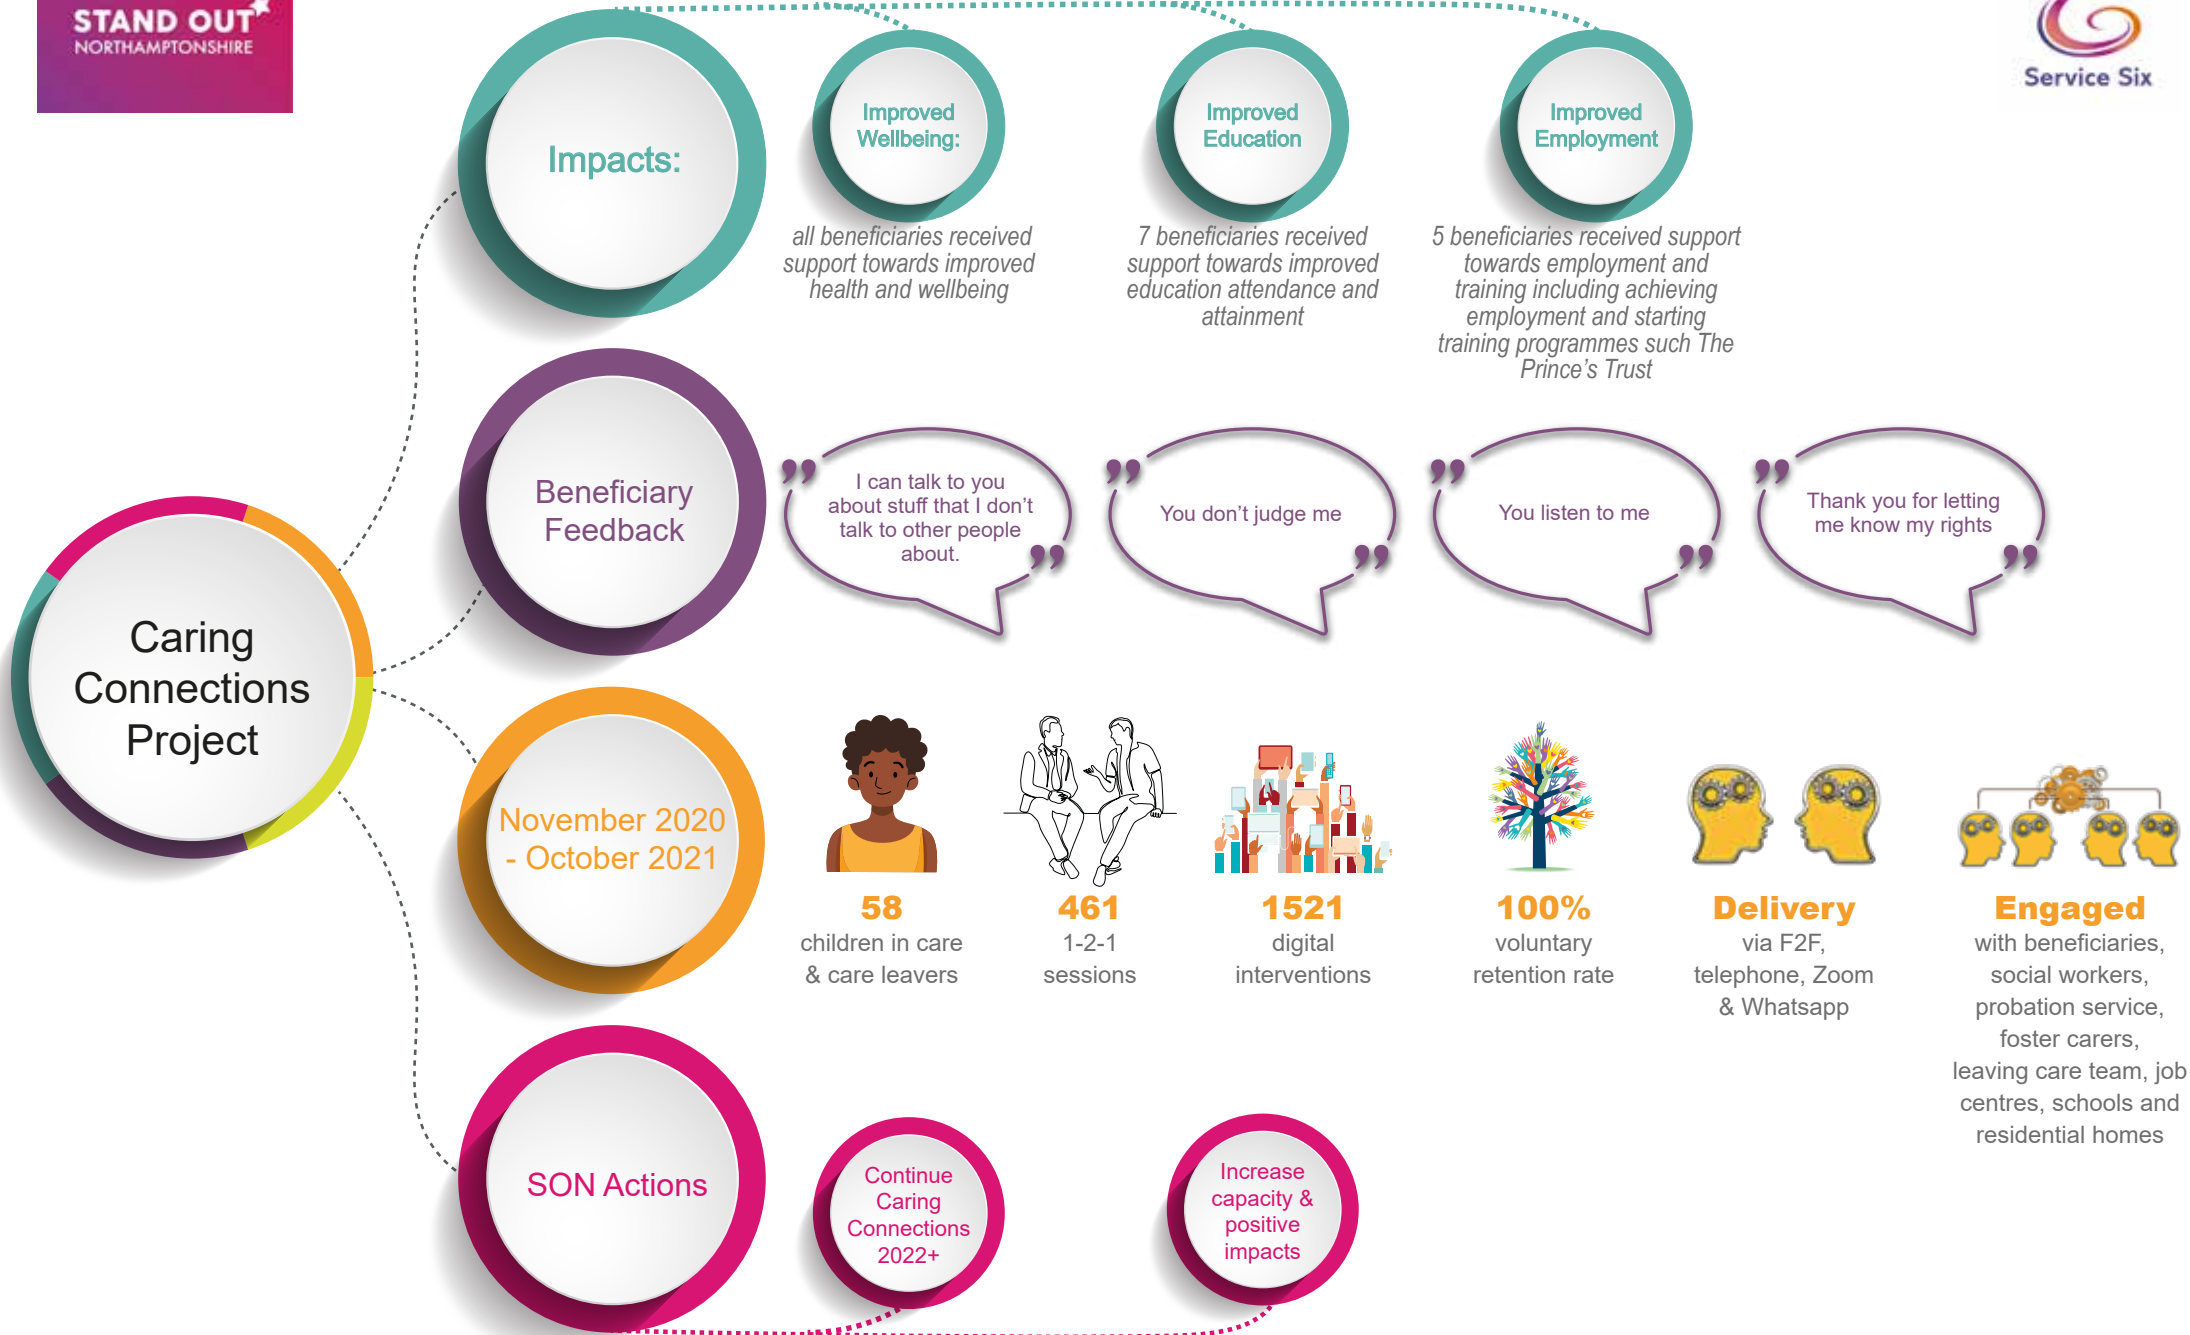 STAND OUT
NORTHAMPTONSHIRE
Service Six
Caring
Connections
Project
Impacts:
Improved
Wellbeing:
all beneficiaries received
support towards improved
health and wellbeing
Improved
Education
7 beneficiaries received
support towards improved
education attendance and
attainment
Improved
Employment
5 beneficiaries received support
towards employment and
training including achieving
employment and starting
training programmes such The
Prince's Trust
Beneficiary
Feedback
I can talk to you
about stuff that I don't
talk to other people
about.
You don't judge me
You listen to me
Thank you for letting
me know my rights
November 2020
- October 2021
58
children in care
& care leavers
461
1-2-1
sessions
1521
digital
interventions
100%
voluntary
retention rate
Delivery
via F2F,
telephone, Zoom
& Whatsapp
Engaged
with beneficiaries,
social workers,
probation service,
foster carers,
leaving care team, job
centres, schools and
residential homes
SON Actions
Continue
Caring
Connections
2022+
Increase
capacity &
positive
impacts